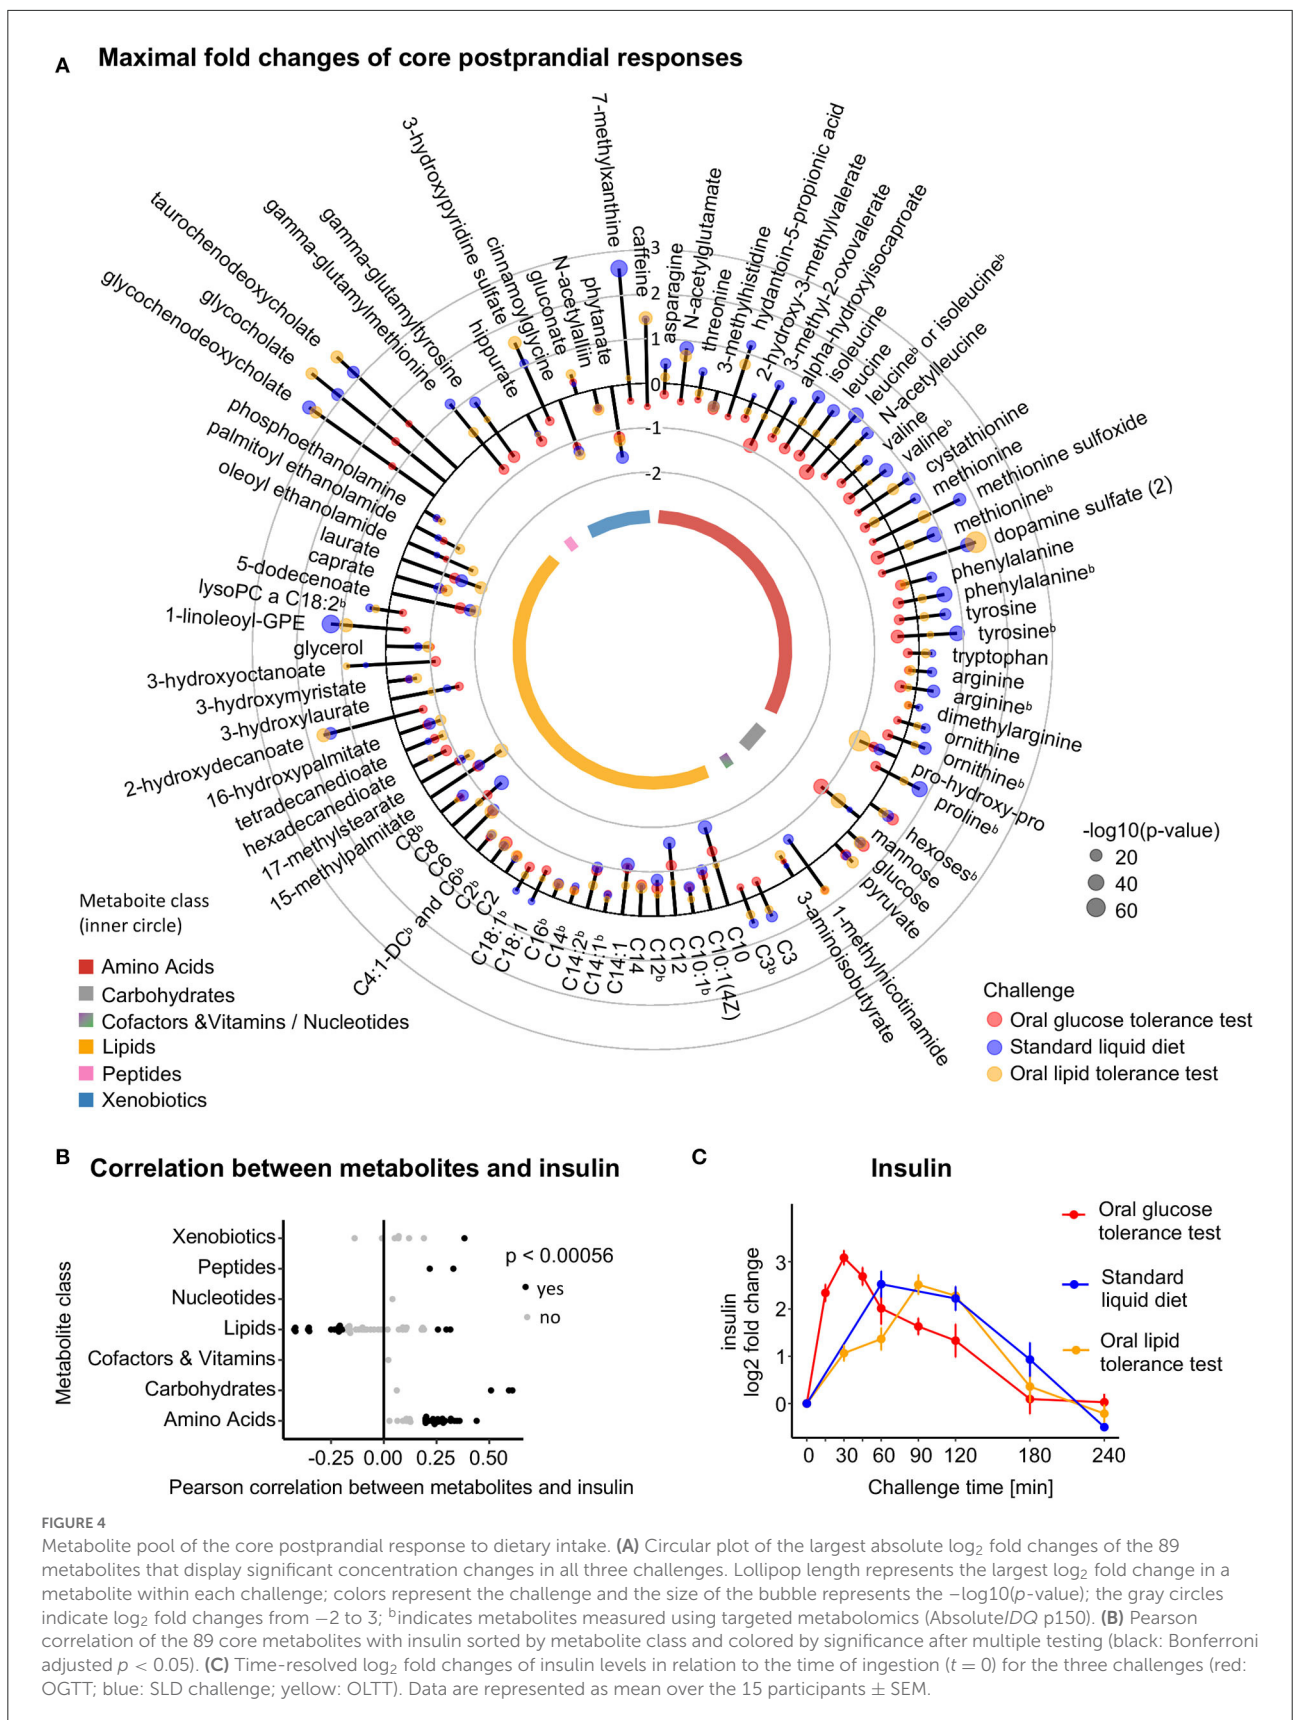 A Maximal fold changes of core postprandial responses
7-methylxanthine
caffeine
asparagine
N-acetylglutamate
threonine
3-methylhistidine
hydantoin-5-propionic acid
2-hydroxy-3-methylvalerate
3-methyl-2-oxovalerate
alpha-hydroxyisocaproate
isoleucine
leucine
leucineᵇ or isoleucineᵇ
N-acetylleucine
valine
valineᵇ
cystathionine
methionine
methionine sulfoxide
methionineᵇ
dopamine sulfate (2)
phenylalanine
phenylalanineᵇ
tyrosine
tyrosineᵇ
tryptophan
arginine
arginineᵇ
dimethylarginine
ornithine
ornithineᵇ
pro-hydroxy-pro
prolineᵇ
hexosesᵇ
mannose
glucose
pyruvate
1-methylnicotinamide
3-aminoisobutyrate
C3
C3ᵇ
C10
C10:1(4Z)
C10:1ᵇ
C12
C12ᵇ
C14
C14:1
C14:1ᵇ
C14:2ᵇ
C14ᵇ
C16ᵇ
C18:1
C18:1ᵇ
C2
C2ᵇ
C4:1-DCᵇ and C6ᵇ
C6
C8
C8ᵇ
15-methylpalmitate
17-methylstearate
hexadecanedioate
tetradecanedioate
16-hydroxypalmitate
2-hydroxydecanoate
3-hydroxylaurate
3-hydroxymyristate
3-hydroxyoctanoate
glycerol
1-linoleoyl-GPE
lysoPC a C18:2ᵇ
5-dodecenoate
caprate
laurate
oleoyl ethanolamide
palmitoyl ethanolamide
phosphoethanolamine
glycochenodeoxycholate
glycocholate
taurochenodeoxycholate
gamma-glutamylmethionine
gamma-glutamyltyrosine
hippurate
3-hydroxypyridine sulfate
cinnamoylglycine
gluconate
N-acetylalliin
phytanate
3
2
1
0
-1
-2
-log10(p-value)
20
40
60
Metaboite class
(inner circle)
Amino Acids
Carbohydrates
Cofactors &Vitamins / Nucleotides
Lipids
Peptides
Xenobiotics
Challenge
Oral glucose tolerance test
Standard liquid diet
Oral lipid tolerance test
B Correlation between metabolites and insulin
Metabolite class
Xenobiotics
Peptides
Nucleotides
Lipids
Cofactors & Vitamins
Carbohydrates
Amino Acids
p < 0.00056
yes
no
-0.25 0.00 0.25 0.50
Pearson correlation between metabolites and insulin
C Insulin
insulin
log2 fold change
3
2
1
0
0 30 60 90 120 180 240
Challenge time [min]
Oral glucose
tolerance test
Standard
liquid diet
Oral lipid
tolerance test
FIGURE 4
Metabolite pool of the core postprandial response to dietary intake. (A) Circular plot of the largest absolute log₂ fold changes of the 89
metabolites that display significant concentration changes in all three challenges. Lollipop length represents the largest log₂ fold change in a
metabolite within each challenge; colors represent the challenge and the size of the bubble represents the −log10(p-value); the gray circles
indicate log₂ fold changes from −2 to 3; ᵇindicates metabolites measured using targeted metabolomics (AbsoluteIDQ p150). (B) Pearson
correlation of the 89 core metabolites with insulin sorted by metabolite class and colored by significance after multiple testing (black: Bonferroni
adjusted p < 0.05). (C) Time-resolved log₂ fold changes of insulin levels in relation to the time of ingestion (t = 0) for the three challenges (red:
OGTT; blue: SLD challenge; yellow: OLTT). Data are represented as mean over the 15 participants ± SEM.